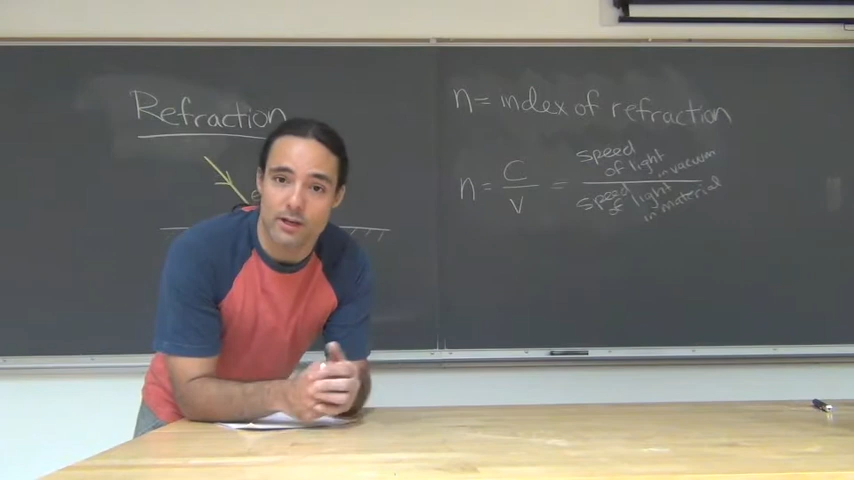 Refraction
n = index of refraction
n = c/v = speed of light in vacuum / speed of light in material